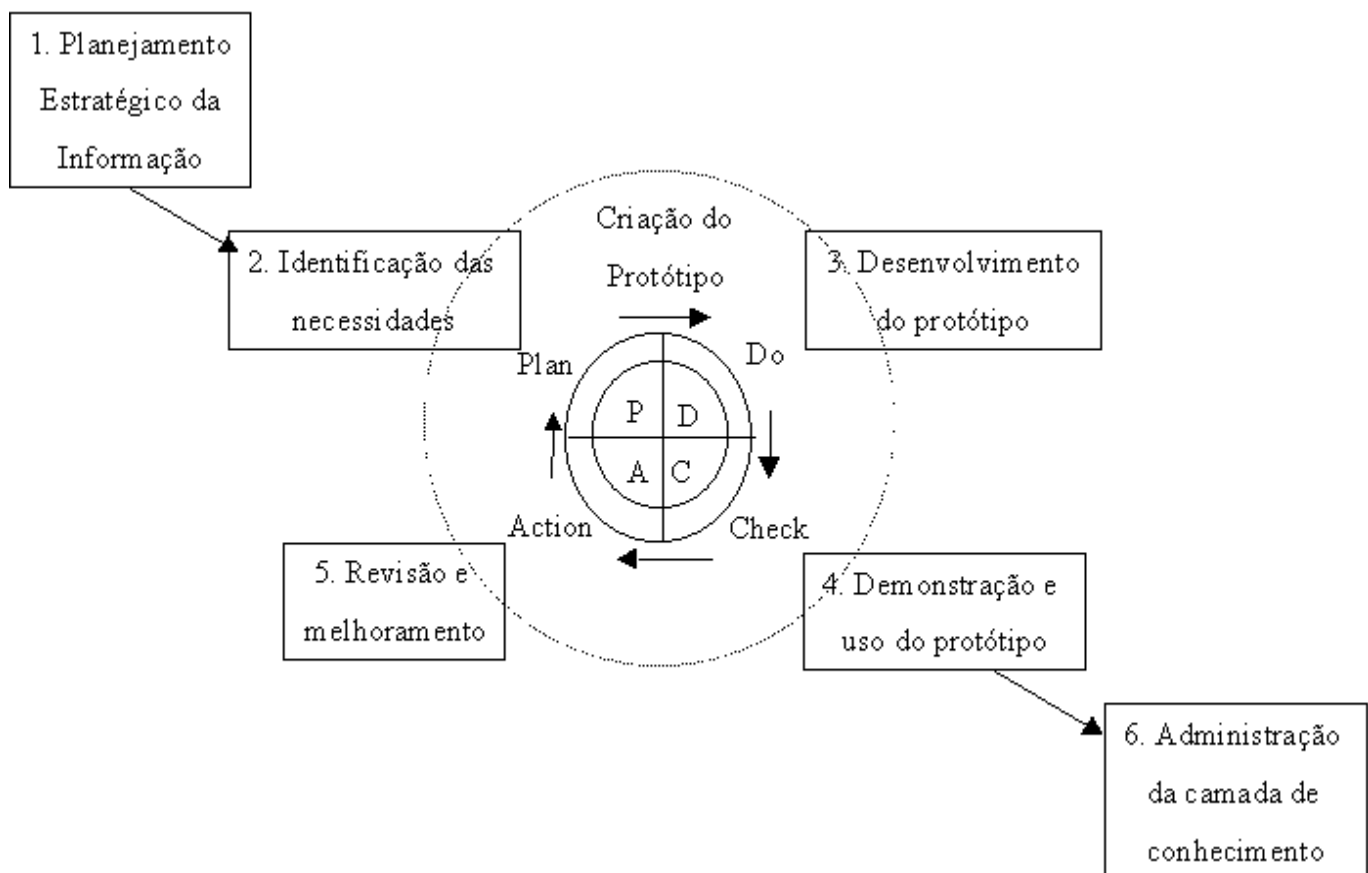 1. Planejamento
Estratégico da
Informação
2. Identificação das
necessidades
Criação do
Protótipo
3. Desenvolvimento
do protótipo
Plan
Do
P
D
A
C
Action
Check
5. Revisão e
melhoramento
4. Demonstração e
uso do protótipo
6. Administração
da camada de
conhecimento